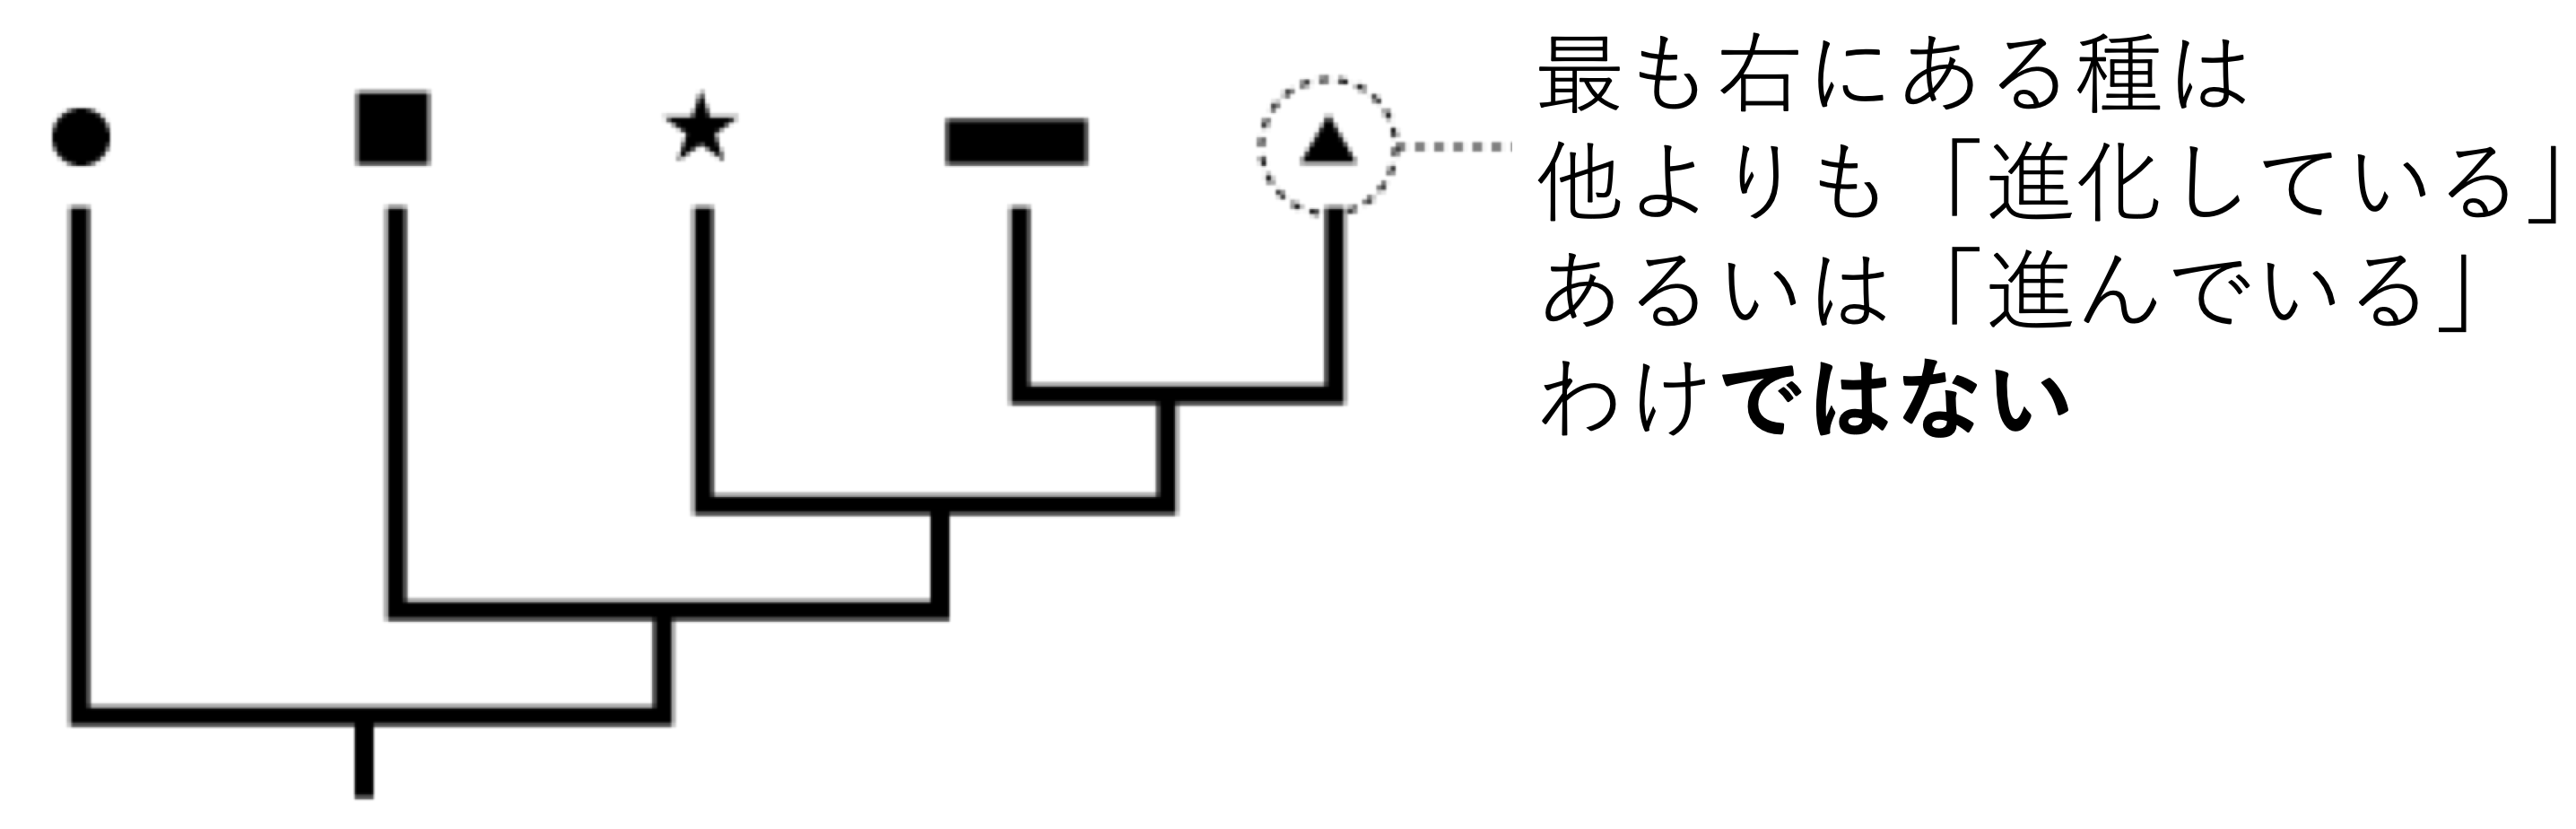 最も右にある種は
他よりも「進化している」
あるいは「進んでいる」
わけではない